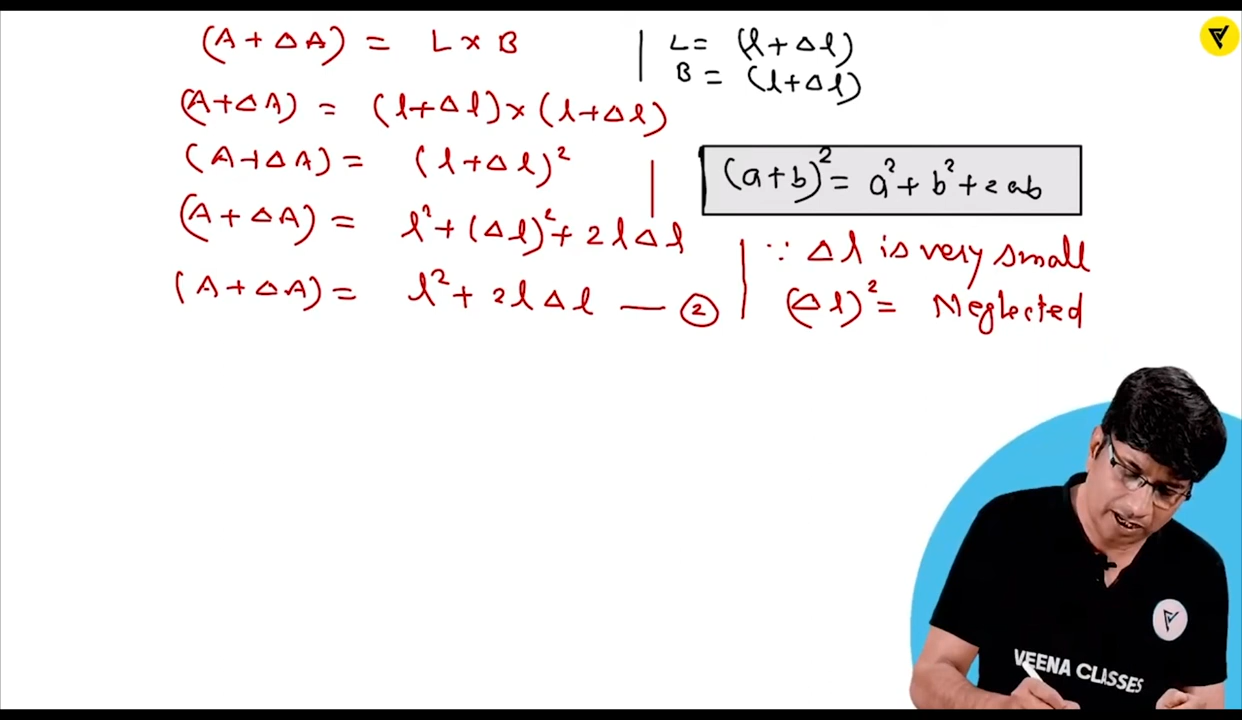 (A + ΔA) = L × B
L = (l + Δl)
B = (l + Δl)
(A + ΔA) = (l + Δl) × (l + Δl)
(A + ΔA) = (l + Δl)²
(a + b)² = a² + b² + 2ab
(A + ΔA) = l² + (Δl)² + 2lΔl
∵ Δl is very small
(A + ΔA) = l² + 2lΔl — ②
(Δl)² = Neglected
VEENA CLASSES